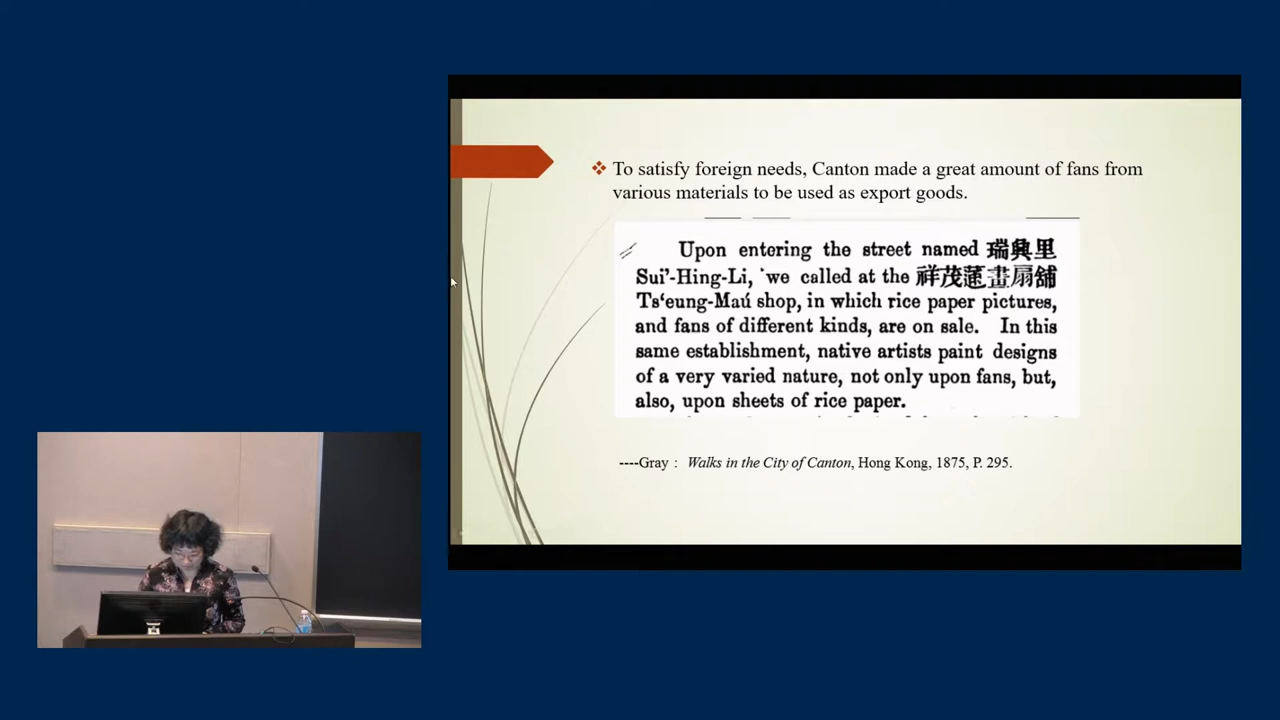 To satisfy foreign needs, Canton made a great amount of fans from
various materials to be used as export goods.
Upon entering the street named 瑞興里
Sui’-Hing-Li, we called at the 祥茂蓪畫扇舖
Ts‘eung-Maú shop, in which rice paper pictures,
and fans of different kinds, are on sale. In this
same establishment, native artists paint designs
of a very varied nature, not only upon fans, but,
also, upon sheets of rice paper.
----Gray： Walks in the City of Canton, Hong Kong, 1875, P. 295.